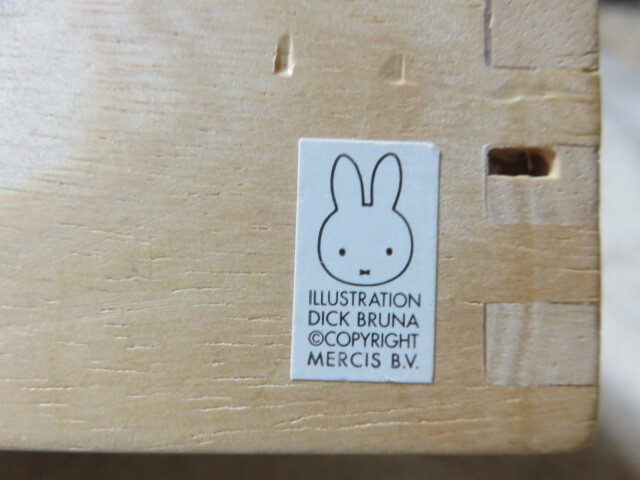 ILLUSTRATION
DICK BRUNA
©COPYRIGHT
MERCIS B.V.